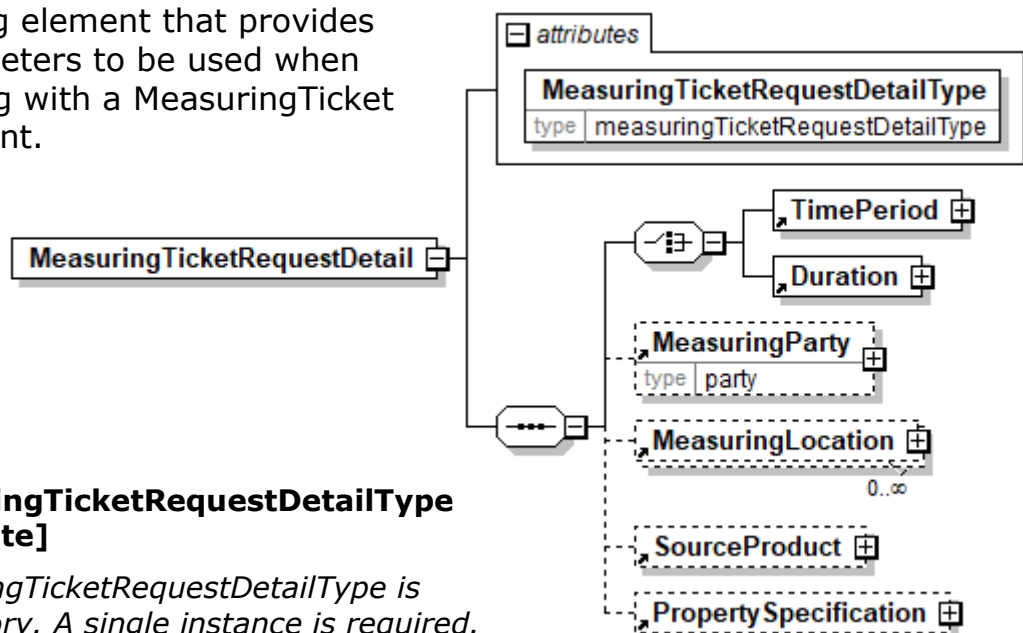 g element that provides
eters to be used when
g with a MeasuringTicket
nt.
attributes
MeasuringTicketRequestDetailType
type measuringTicketRequestDetailType
TimePeriod
MeasuringTicketRequestDetail
Duration
MeasuringParty
type party
MeasuringLocation
0..∞
ingTicketRequestDetailType
te]
SourceProduct
ngTicketRequestDetailType is
ory. A single instance is required.
PropertySpecification